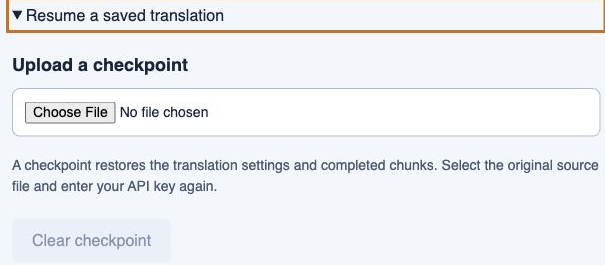 ▼ Resume a saved translation
Upload a checkpoint
Choose File No file chosen
A checkpoint restores the translation settings and completed chunks. Select the original source
file and enter your API key again.
Clear checkpoint